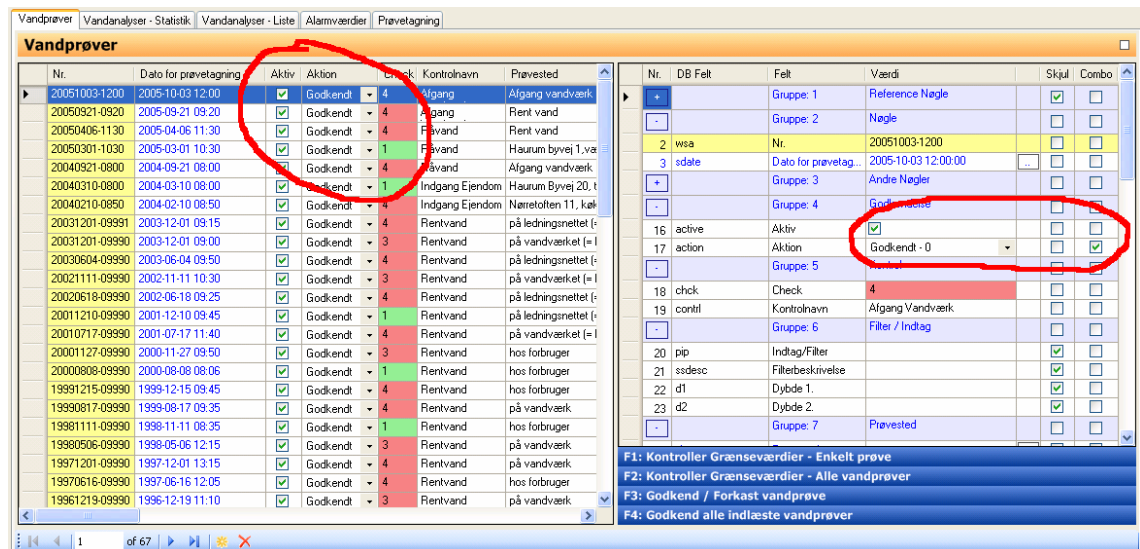 Vandprøver Vandanalyser - Statistik Vandanalyser - Liste Alarmværdier Prøvetagning
Vandprøver
Nr. Dato for prøvetagning Aktiv Aktion Check Kontrolnavn Prøvested
20051003-1200 2005-10-03 12:00 Godkendt 4 Afgang Afgang vandværk
20050921-0920 2005-09-21 09:20 Godkendt 4 Afgang Rent vand
20050406-1130 2005-04-06 11:30 Godkendt 4 Råvand Rent vand
20050301-1030 2005-03-01 10:30 Godkendt 1 Råvand Haurum byvej 1,væ
20040921-0800 2004-09-21 08:00 Godkendt 4 Råvand Afgang vandværk
20040310-0800 2004-03-10 08:00 Godkendt 1 Indgang Ejendom Haurum Byvej 20, t
20040210-0850 2004-02-10 08:50 Godkendt 4 Indgang Ejendom Nørretoften 11, køk
20031201-09991 2003-12-01 09:15 Godkendt 4 Rentvand på ledningsnettet (=
20031201-09990 2003-12-01 09:00 Godkendt 3 Rentvand på vandværket (= l
20030604-09990 2003-06-04 09:50 Godkendt 4 Rentvand på ledningsnettet (=
20021111-09990 2002-11-11 10:30 Godkendt 3 Rentvand på vandværket (= l
20020618-09990 2002-06-18 09:25 Godkendt 4 Rentvand på ledningsnettet (=
20011210-09990 2001-12-10 09:45 Godkendt 1 Rentvand på ledningsnettet (=
20010717-09990 2001-07-17 11:40 Godkendt 4 Rentvand på vandværket (= l
20001127-09990 2000-11-27 09:50 Godkendt 3 Rentvand hos forbruger
20000808-09990 2000-08-08 08:06 Godkendt 1 Rentvand hos forbruger
19991215-09990 1999-12-15 09:45 Godkendt 4 Rentvand hos forbruger
19990817-09990 1999-08-17 09:35 Godkendt 4 Rentvand på vandværk
19981111-09990 1998-11-11 08:35 Godkendt 1 Rentvand hos forbruger
19980506-09990 1998-05-06 12:15 Godkendt 3 Rentvand på vandværk
19971201-09990 1997-12-01 13:15 Godkendt 4 Rentvand på vandværk
19970616-09990 1997-06-16 12:05 Godkendt 4 Rentvand hos forbruger
19961219-09990 1996-12-19 11:10 Godkendt 3 Rentvand på vandværk
1 of 67
Nr. DB Felt Felt Værdi Skjul Combo
+ Gruppe: 1 Reference Nøgle
- Gruppe: 2 Nøgle
2 wsa Nr. 20051003-1200
3 sdate Dato for prøvetag... 2005-10-03 12:00:00 ...
+ Gruppe: 3 Andre Nøgler
- Gruppe: 4 Godkendelse
16 active Aktiv
17 action Aktion Godkendt - 0
- Gruppe: 5 Kontrol
18 chck Check 4
19 contrl Kontrolnavn Afgang Vandværk
- Gruppe: 6 Filter / Indtag
20 pip Indtag/Filter
21 ssdesc Filterbeskrivelse
22 d1 Dybde 1.
23 d2 Dybde 2.
- Gruppe: 7 Prøvested
F1: Kontroller Grænseværdier - Enkelt prøve
F2: Kontroller Grænseværdier - Alle vandprøver
F3: Godkend / Forkast vandprøve
F4: Godkend alle indlæste vandprøver